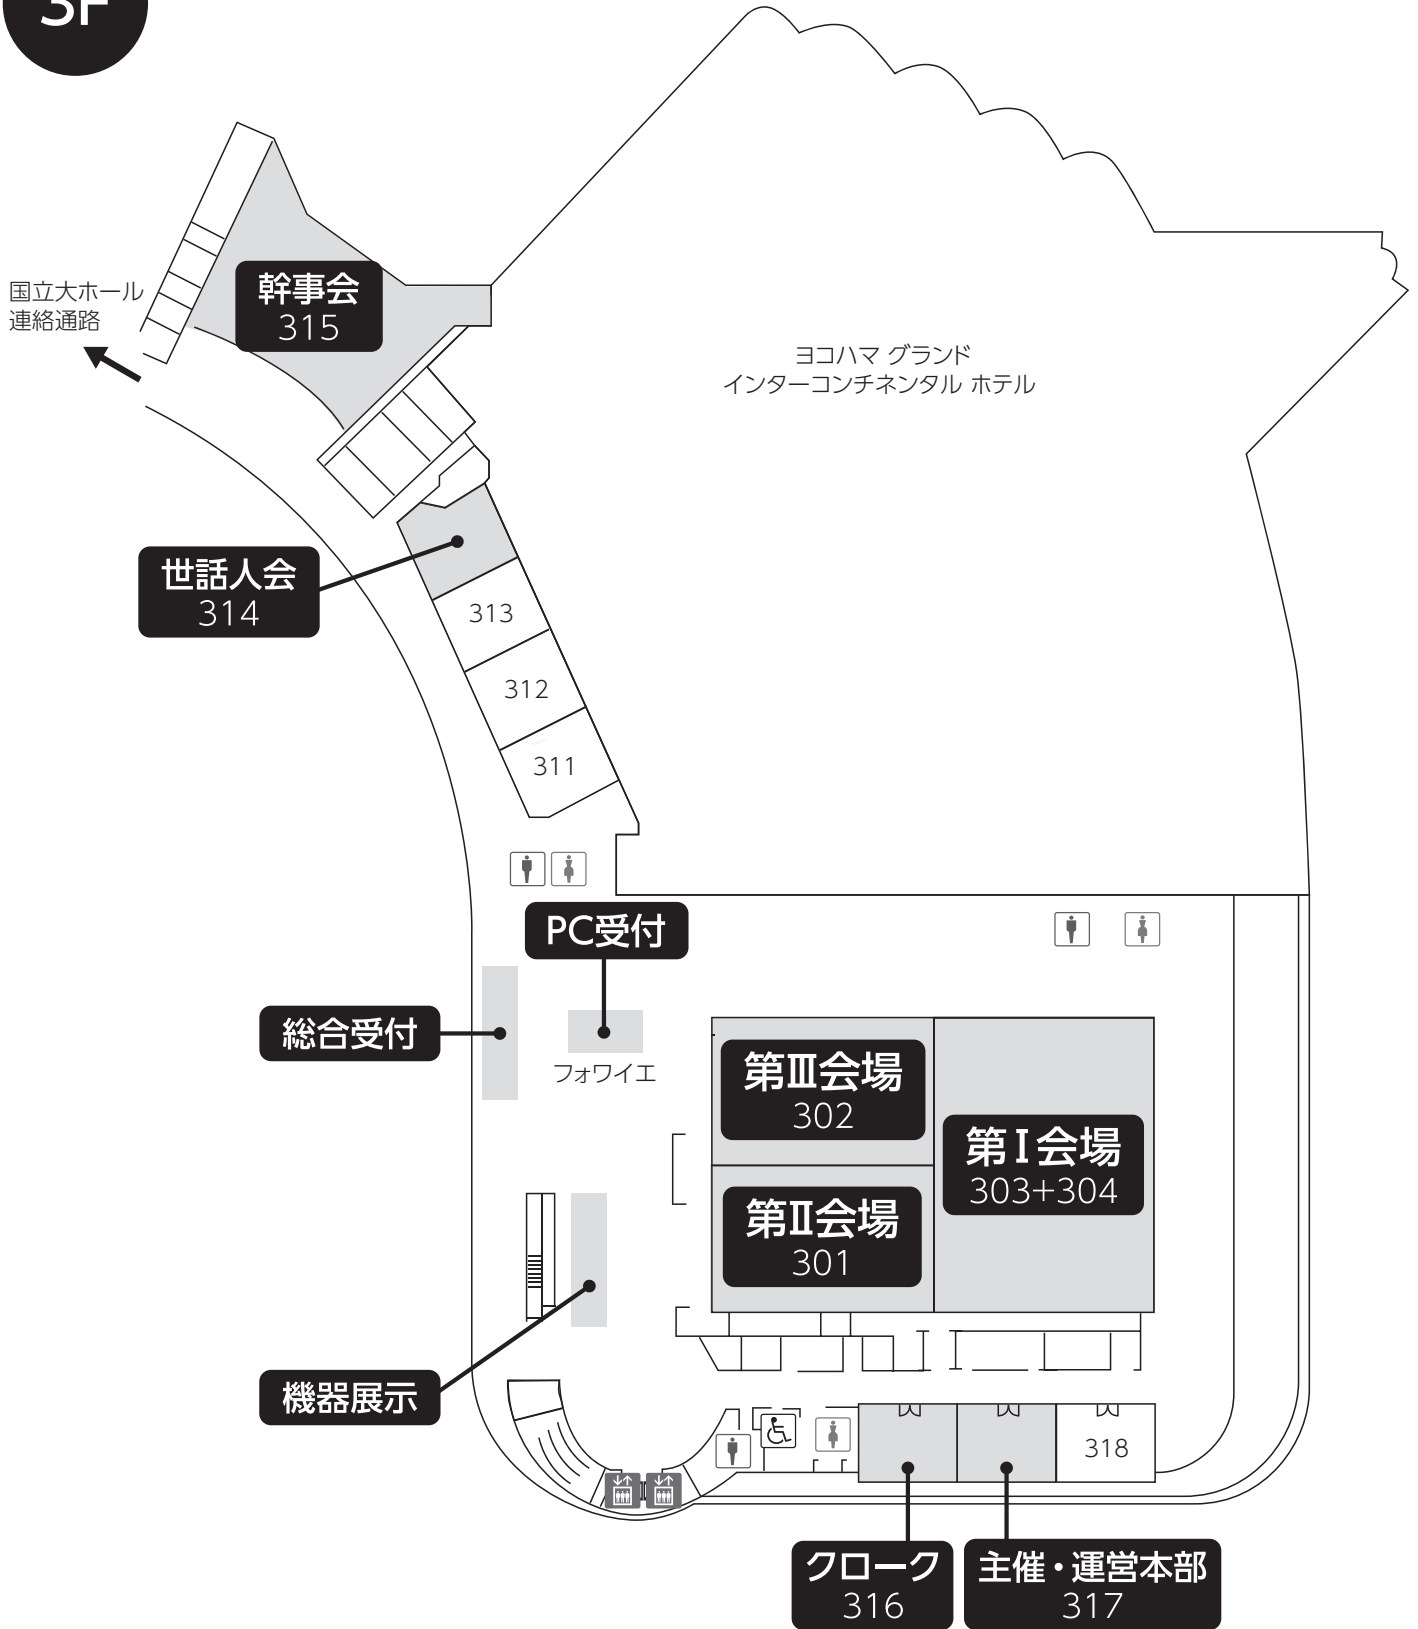 3F
国立大ホール
連絡通路
幹事会
315
ヨコハマ グランド
インターコンチネンタル ホテル
世話人会
314
313
312
311
PC受付
総合受付
フォワイエ
第Ⅲ会場
302
第Ⅰ会場
303+304
第Ⅱ会場
301
機器展示
318
クローク
316
主催・運営本部
317